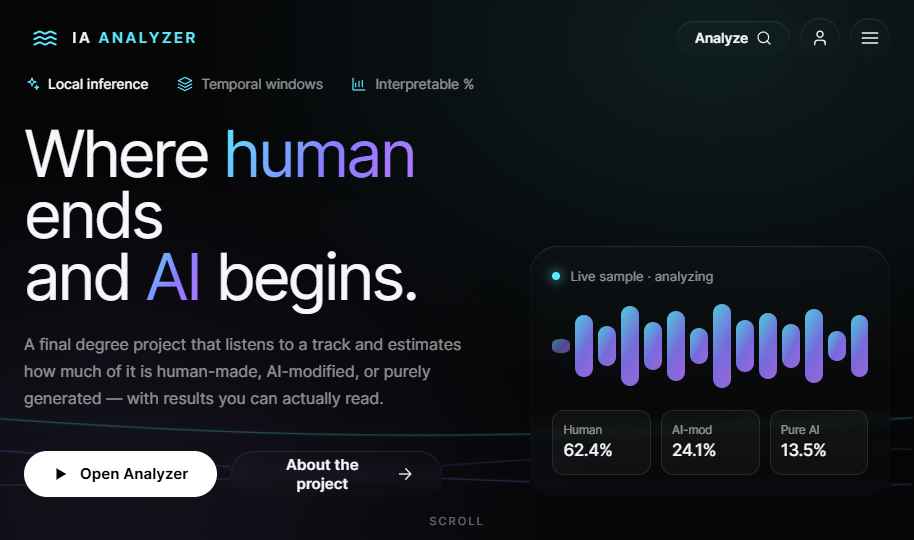 IA ANALYZER
Analyze
Local inference
Temporal windows
Interpretable %
Where human
ends
and AI begins.
A final degree project that listens to a track and estimates
how much of it is human-made, AI-modified, or purely
generated — with results you can actually read.
Open Analyzer
About the
project
Live sample · analyzing
Human
62.4%
AI-mod
24.1%
Pure AI
13.5%
SCROLL